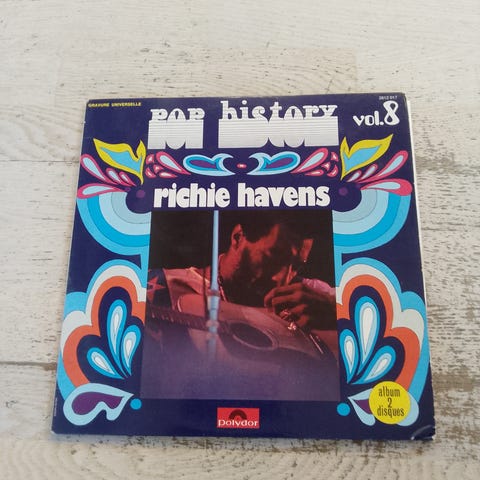 GRAVURE UNIVERSELLE
2612 017
pop history
vol.8
richie havens
album
2
disques
Polydor